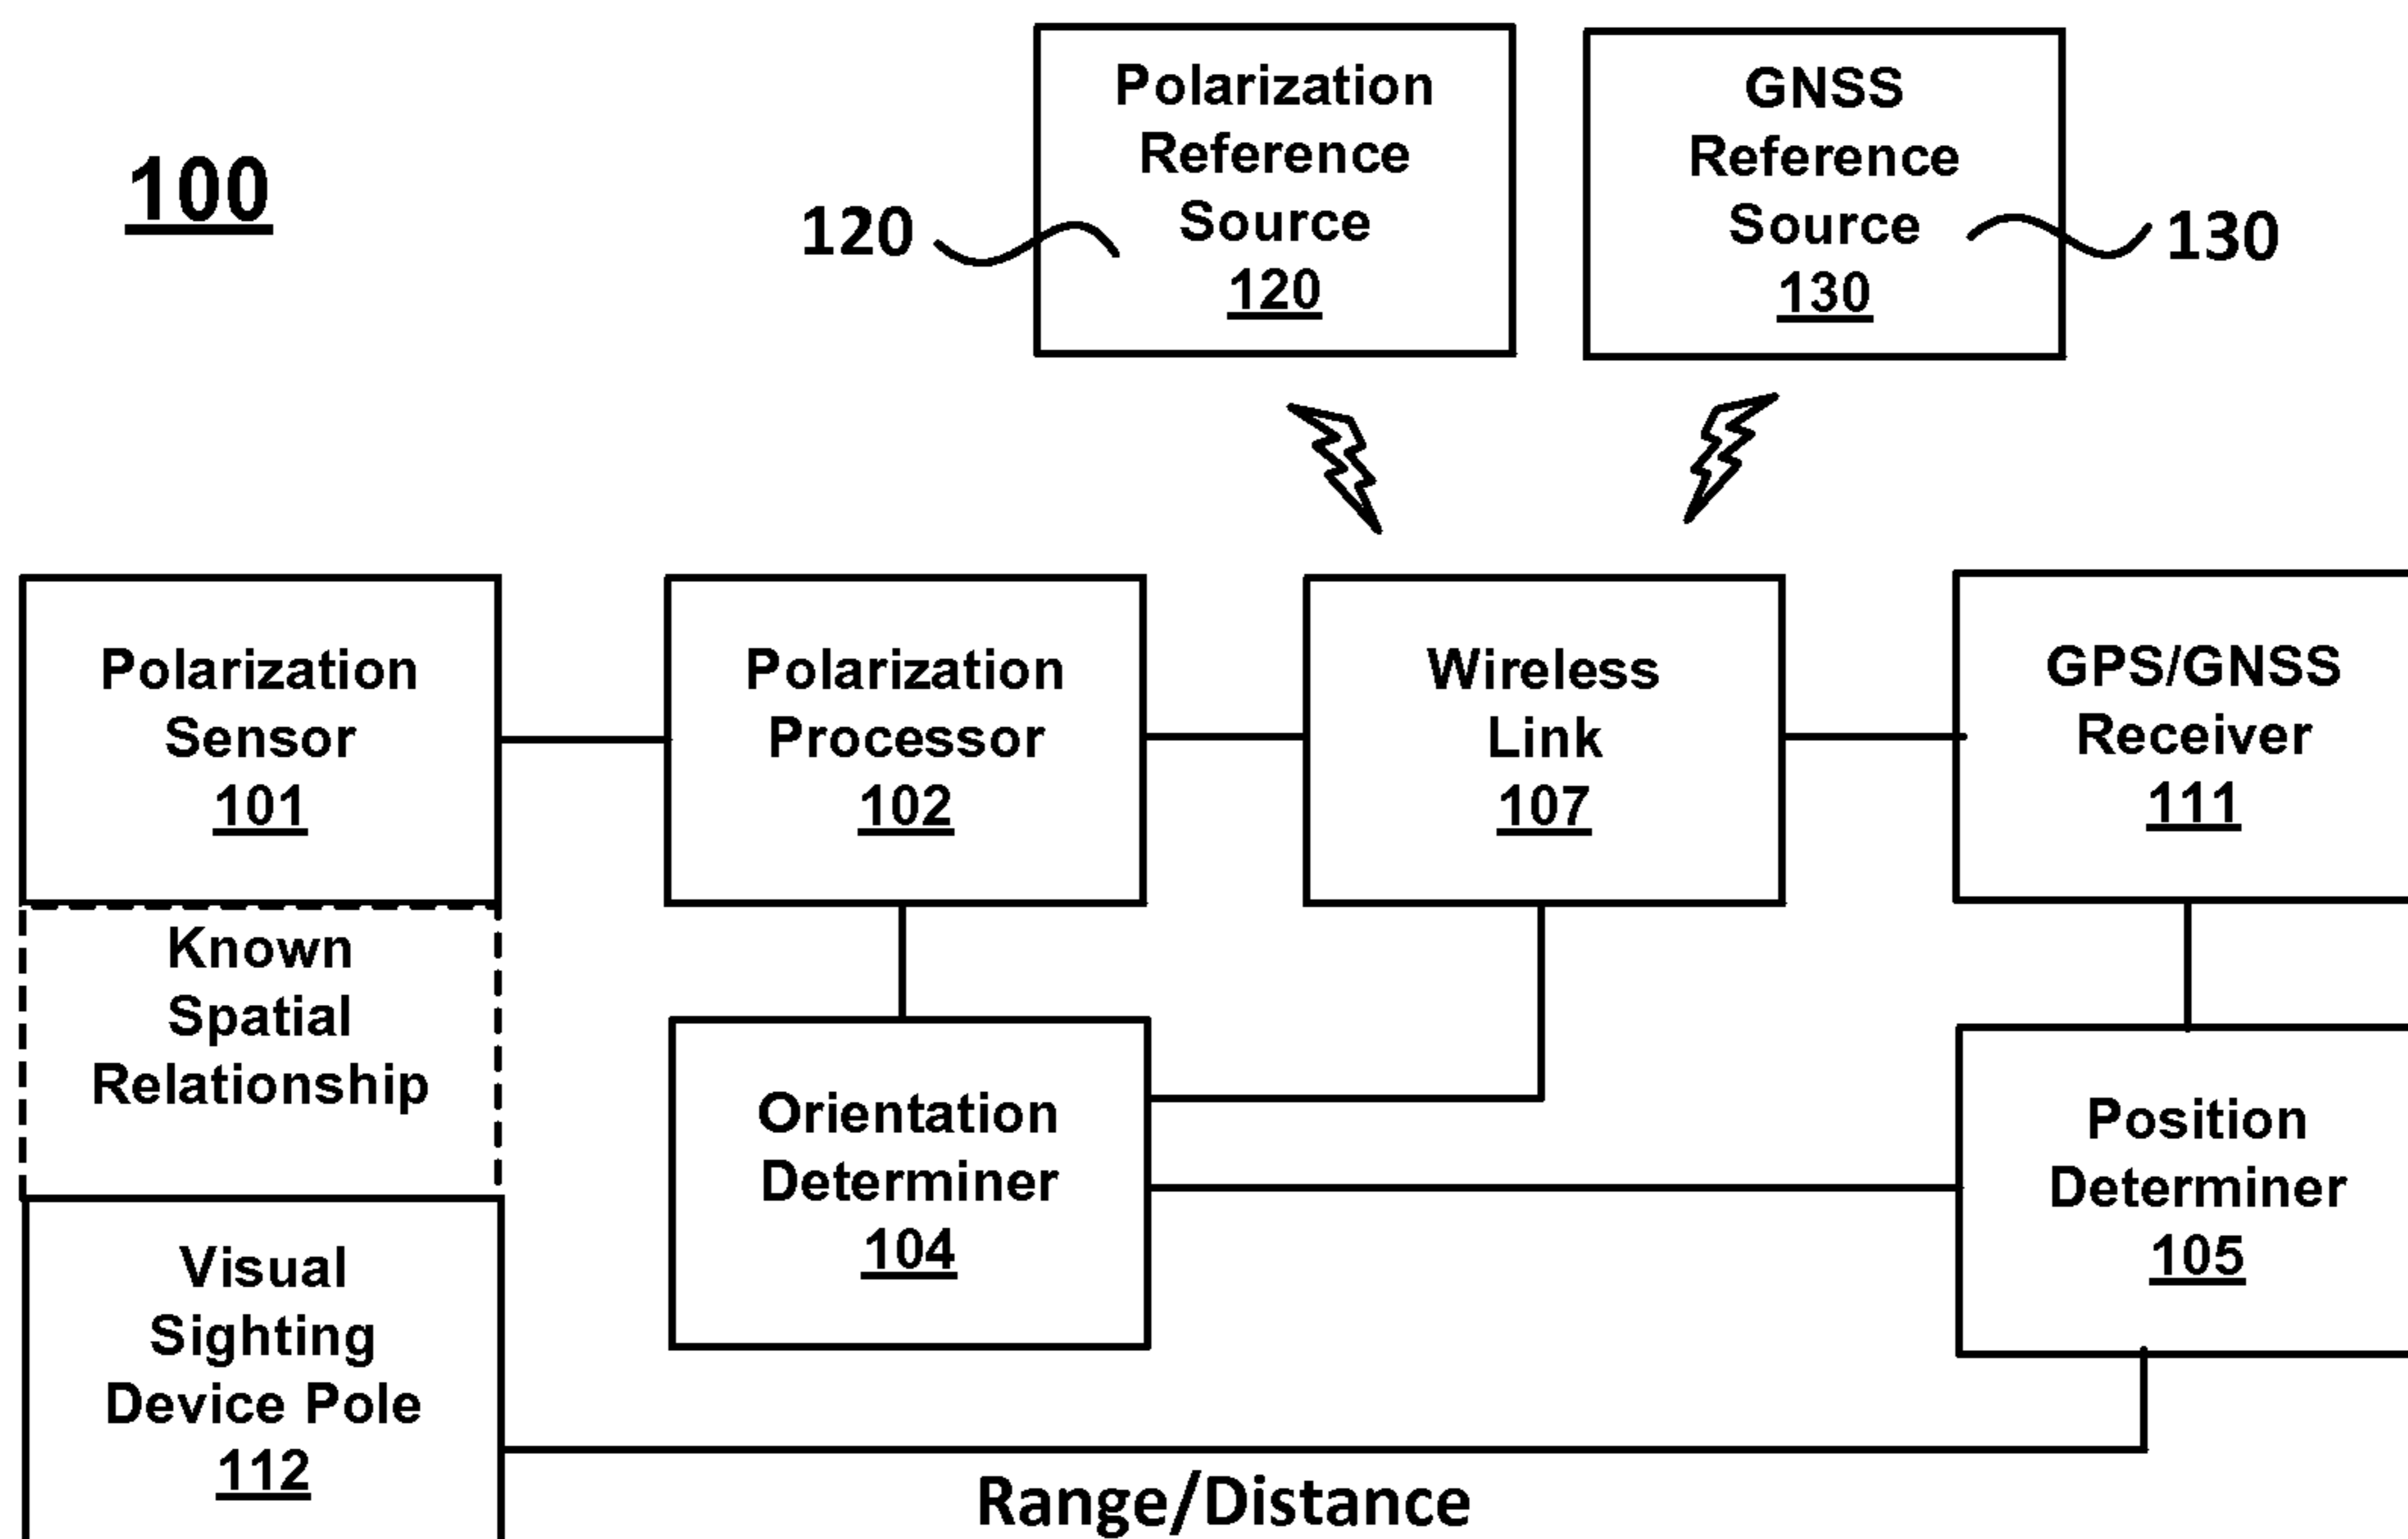 100
Polarization
Reference
Source
120
120
GNSS
Reference
Source
130
130
Polarization
Sensor
101
Polarization
Processor
102
Wireless
Link
107
GPS/GNSS
Receiver
111
Known
Spatial
Relationship
Orientation
Determiner
104
Position
Determiner
105
Visual
Sighting
Device Pole
112
Range/Distance